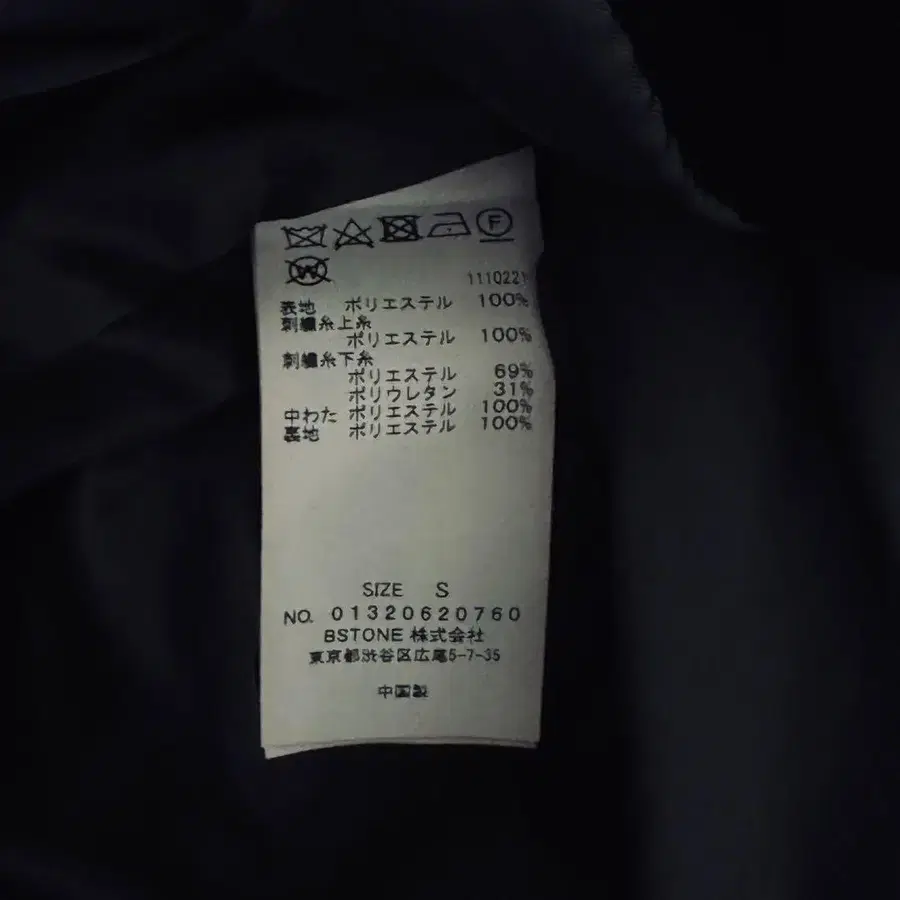 F
W
111022
表地 ポリエステル 100%
刺繍糸上糸
ポリエステル 100%
刺繍糸下糸
ポリエステル 69%
ポリウレタン 31%
中わた ポリエステル 100%
裏地 ポリエステル 100%
SIZE S
NO. 01320620760
BSTONE 株式会社
東京都渋谷区広尾5-7-35
中国製